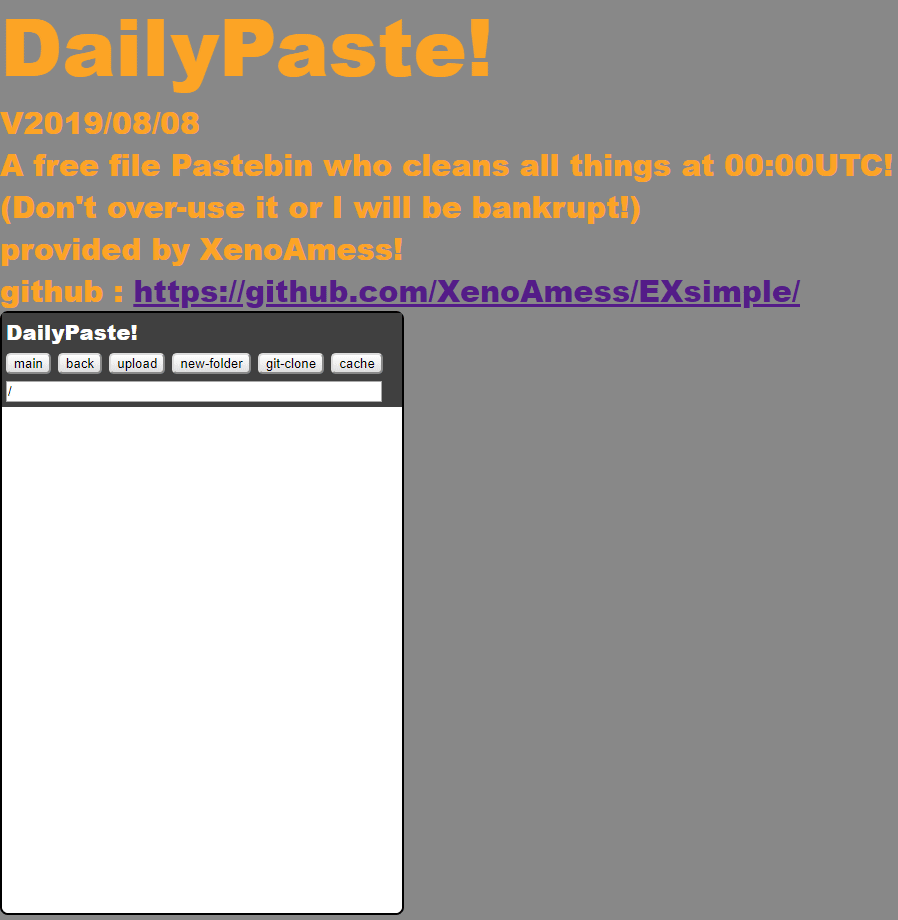 DailyPaste!
V2019/08/08
A free file Pastebin who cleans all things at 00:00UTC!
(Don't over-use it or I will be bankrupt!)
provided by XenoAmess!
github : https://github.com/XenoAmess/EXsimple/
DailyPaste!
main back upload new-folder git-clone cache
/